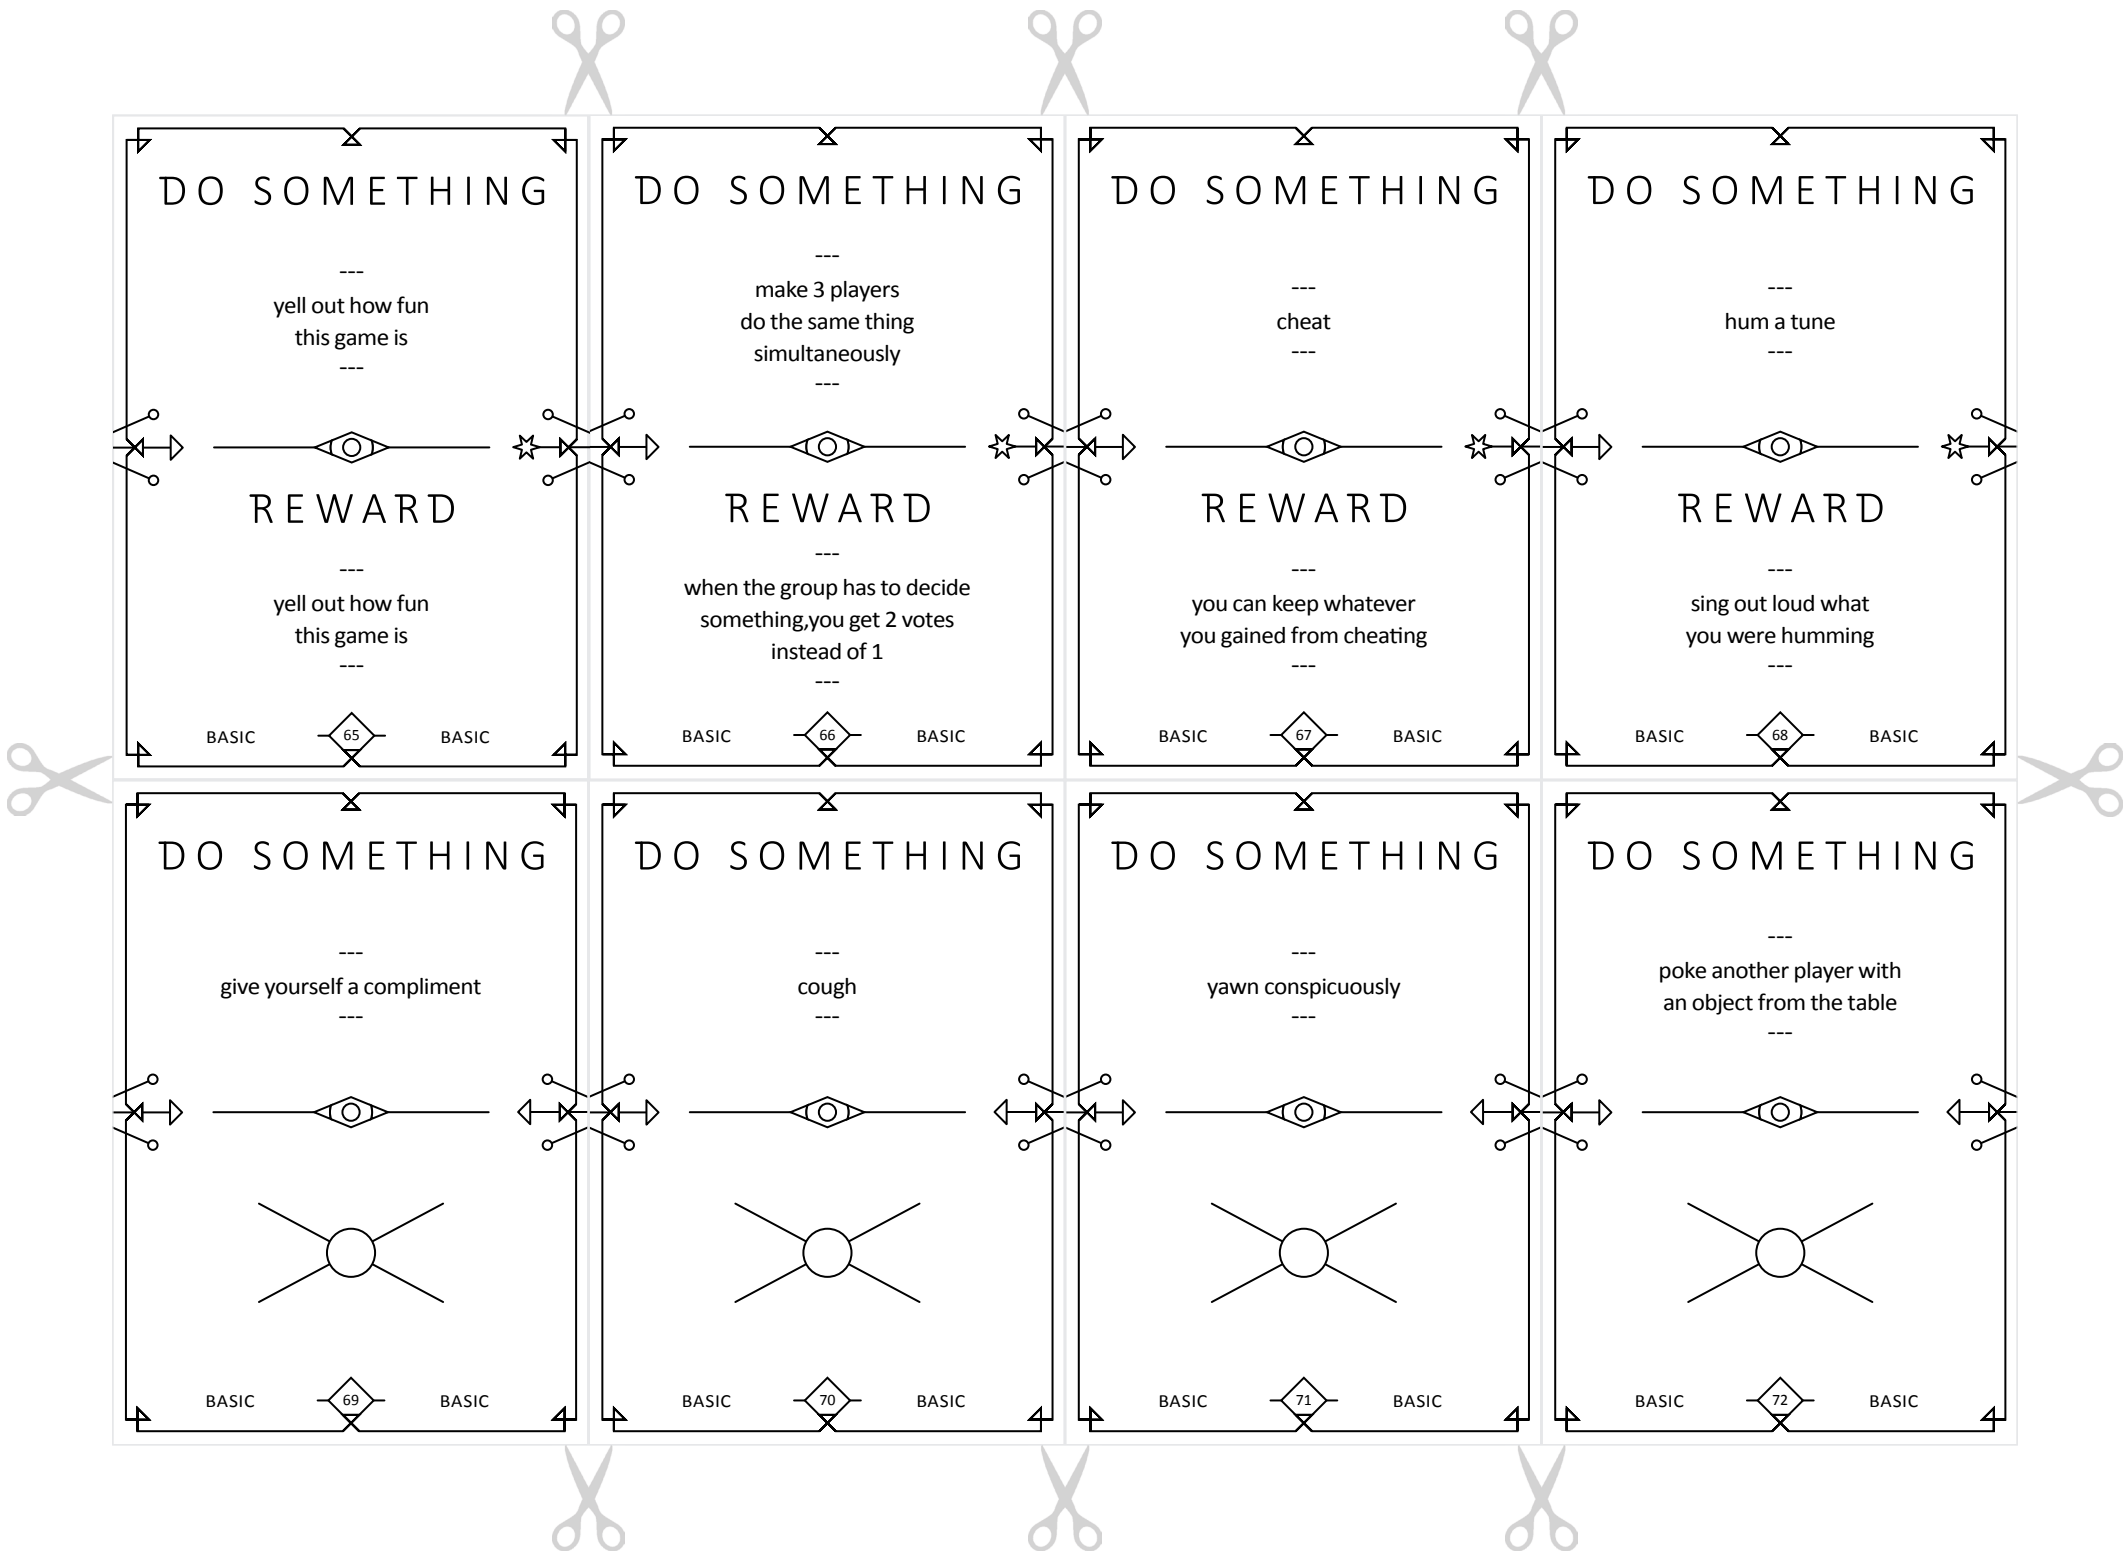 DO SOMETHING
---
yell out how fun
this game is
---
REWARD
---
yell out how fun
this game is
---
BASIC 65 BASIC
DO SOMETHING
---
make 3 players
do the same thing
simultaneously
---
REWARD
---
when the group has to decide
something,you get 2 votes
instead of 1
---
BASIC 66 BASIC
DO SOMETHING
---
cheat
---
REWARD
---
you can keep whatever
you gained from cheating
---
BASIC 67 BASIC
DO SOMETHING
---
hum a tune
---
REWARD
---
sing out loud what
you were humming
---
BASIC 68 BASIC
DO SOMETHING
---
give yourself a compliment
---
BASIC 69 BASIC
DO SOMETHING
---
cough
---
BASIC 70 BASIC
DO SOMETHING
---
yawn conspicuously
---
BASIC 71 BASIC
DO SOMETHING
---
poke another player with
an object from the table
---
BASIC 72 BASIC